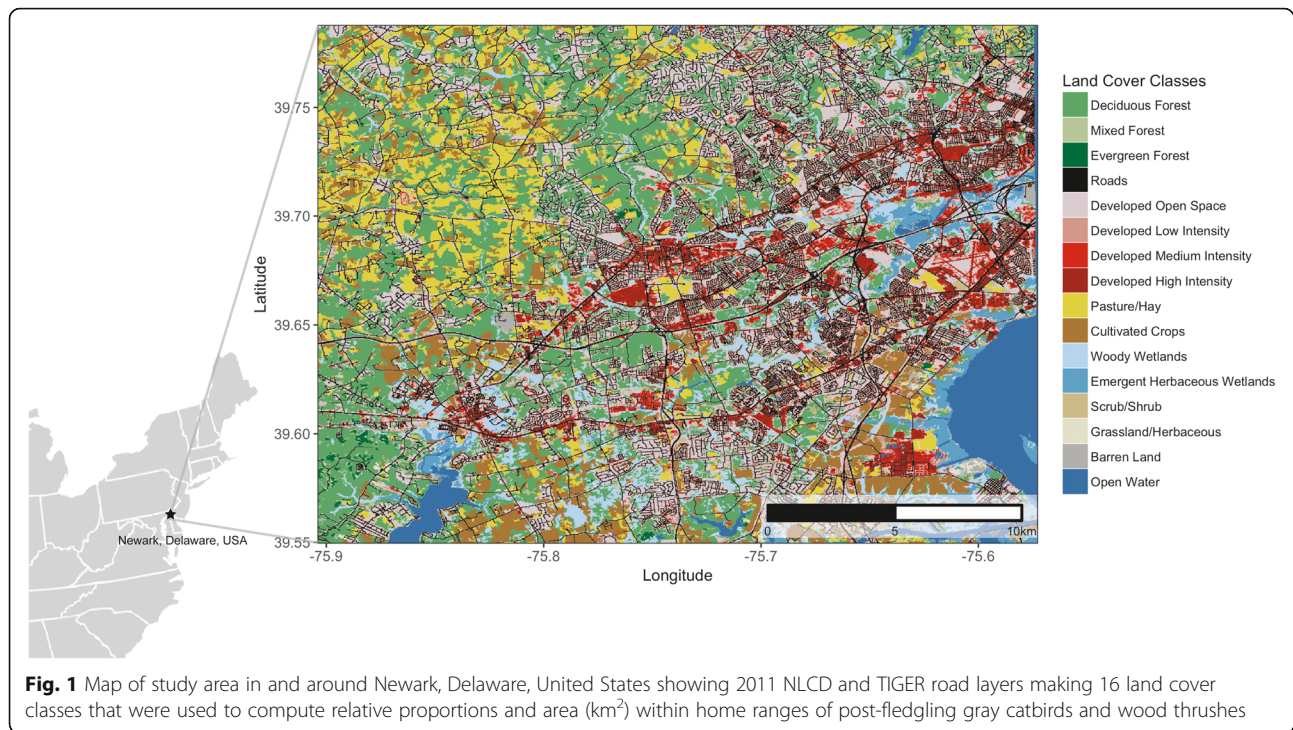 39.75
39.70
39.65
39.60
39.55
Latitude
-75.9
-75.8
-75.7
-75.6
Longitude
0
5
10km
Newark, Delaware, USA
Land Cover Classes
Deciduous Forest
Mixed Forest
Evergreen Forest
Roads
Developed Open Space
Developed Low Intensity
Developed Medium Intensity
Developed High Intensity
Pasture/Hay
Cultivated Crops
Woody Wetlands
Emergent Herbaceous Wetlands
Scrub/Shrub
Grassland/Herbaceous
Barren Land
Open Water
Fig. 1 Map of study area in and around Newark, Delaware, United States showing 2011 NLCD and TIGER road layers making 16 land cover
classes that were used to compute relative proportions and area (km²) within home ranges of post-fledgling gray catbirds and wood thrushes